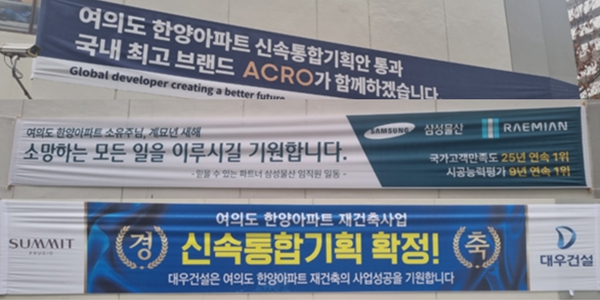 여의도 한양아파트 신속통합기획안 통과
국내 최고 브랜드 ACRO가 함께하겠습니다
Global developer creating a better future
여의도 한양아파트 소유주님, 계묘년 새해
소망하는 모든 일을 이루시길 기원합니다.
- 믿을 수 있는 파트너 삼성물산 임직원 일동 -
SAMSUNG 삼성물산 RAEMIAN
국가고객만족도 25년 연속 1위
시공능력평가 9년 연속 1위
SUMMIT
여의도 한양아파트 재건축사업
경 신속통합기획 확정! 축
대우건설은 여의도 한양아파트 재건축의 사업성공을 기원합니다
대우건설